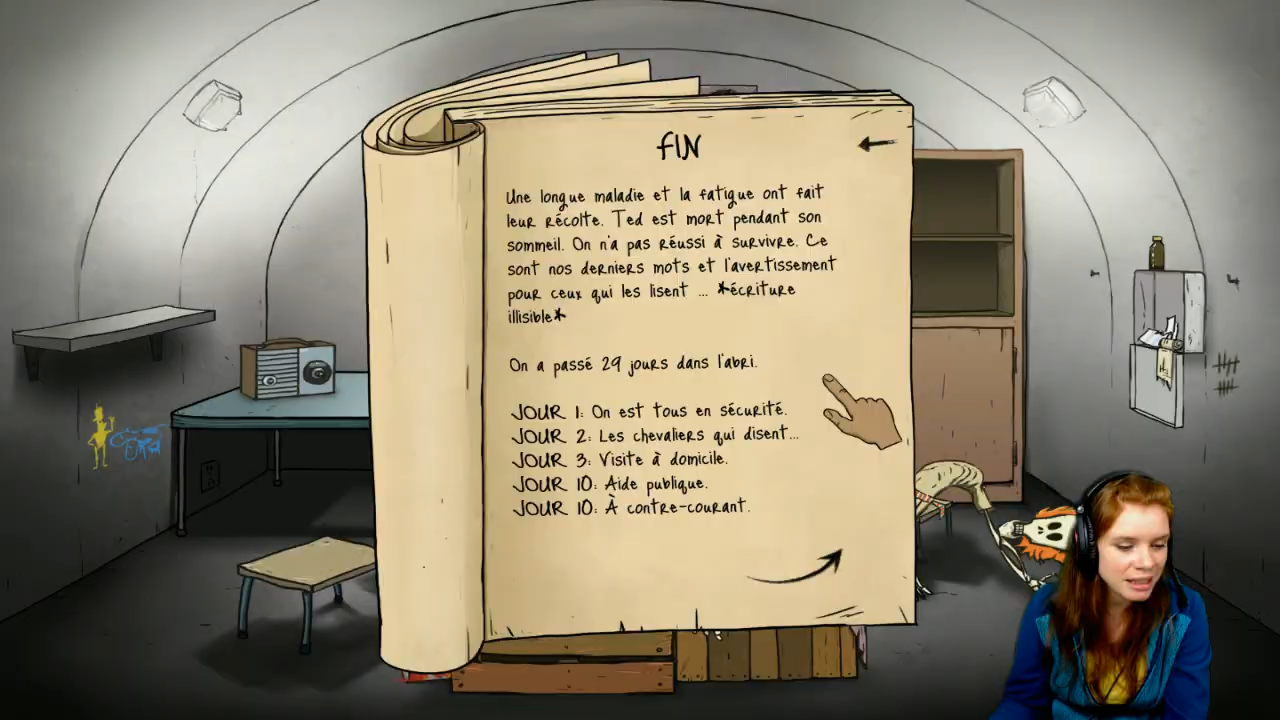 FIN
Une longue maladie et la fatigue ont fait
leur récolte. Ted est mort pendant son
sommeil. On n'a pas réussi à survivre. Ce
sont nos derniers mots et l'avertissement
pour ceux qui les lisent ... *écriture
illisible*
On a passé 29 jours dans l'abri.
JOUR 1: On est tous en sécurité.
JOUR 2: Les chevaliers qui disent...
JOUR 3: Visite à domicile.
JOUR 10: Aide publique.
JOUR 10: À contre-courant.